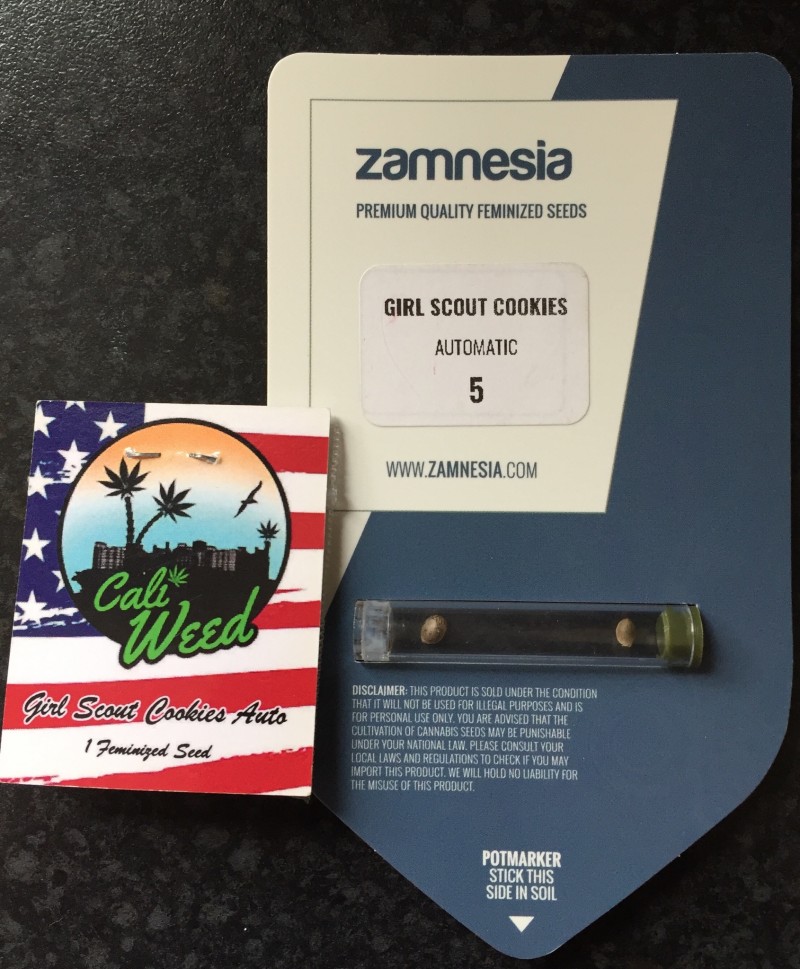 zamnesia
PREMIUM QUALITY FEMINIZED SEEDS
GIRL SCOUT COOKIES
AUTOMATIC
5
WWW.ZAMNESIA.COM
DISCLAIMER: THIS PRODUCT IS SOLD UNDER THE CONDITION
THAT IT WILL NOT BE USED FOR ILLEGAL PURPOSES AND IS
FOR PERSONAL USE ONLY. YOU ARE ADVISED THAT THE
CULTIVATION OF CANNABIS SEEDS MAY BE PUNISHABLE
UNDER YOUR NATIONAL LAW. PLEASE CONSULT YOUR
LOCAL LAWS AND REGULATIONS TO CHECK IF YOU MAY
IMPORT THIS PRODUCT. WE WILL HOLD NO LIABILITY FOR
THE MISUSE OF THIS PRODUCT.
POTMARKER
STICK THIS
SIDE IN SOIL
Cali
Weed
Girl Scout Cookies Auto
1 Feminized Seed